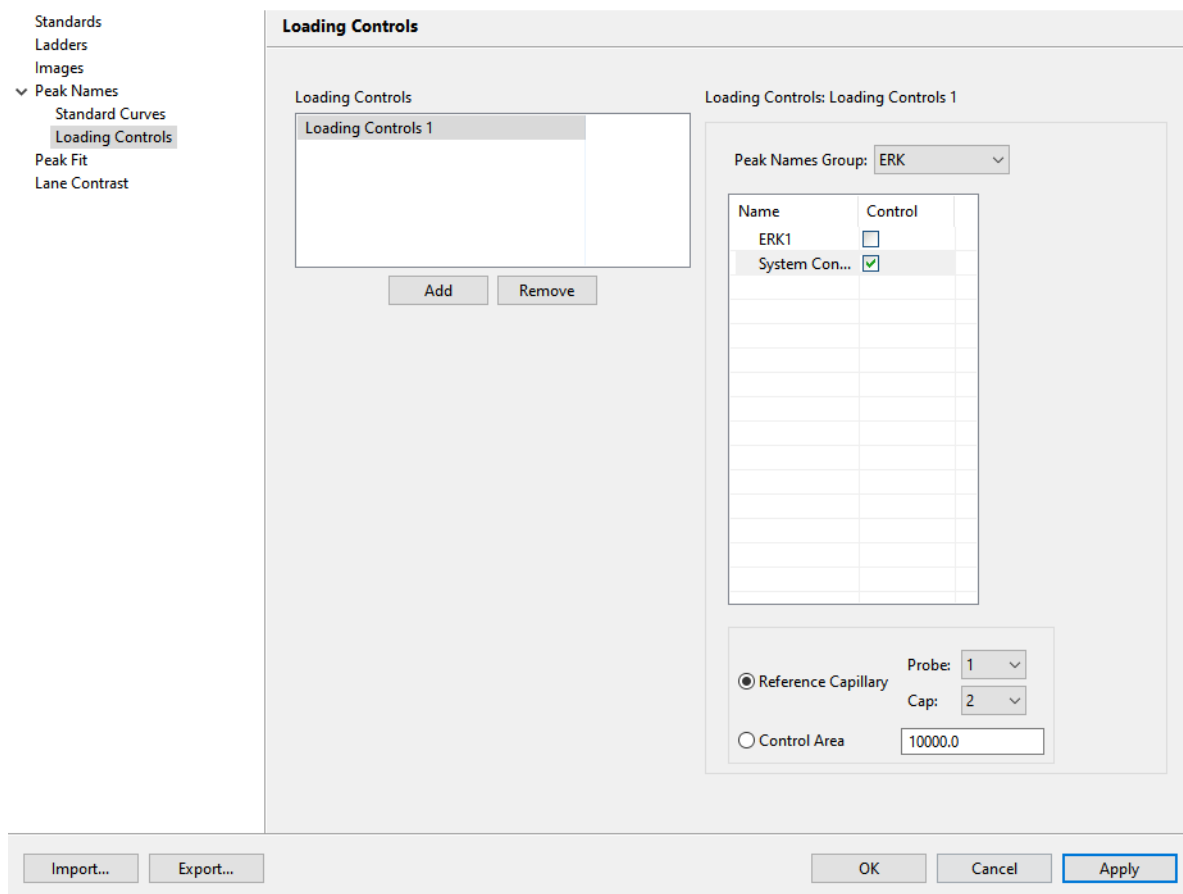 Standards
Ladders
Images
Peak Names
Standard Curves
Loading Controls
Peak Fit
Lane Contrast
Loading Controls
Loading Controls
Loading Controls 1
Add
Remove
Loading Controls: Loading Controls 1
Peak Names Group: ERK
Name Control
ERK1
System Con...
Reference Capillary
Probe: 1
Cap: 2
Control Area 10000.0
Import... Export... OK Cancel Apply